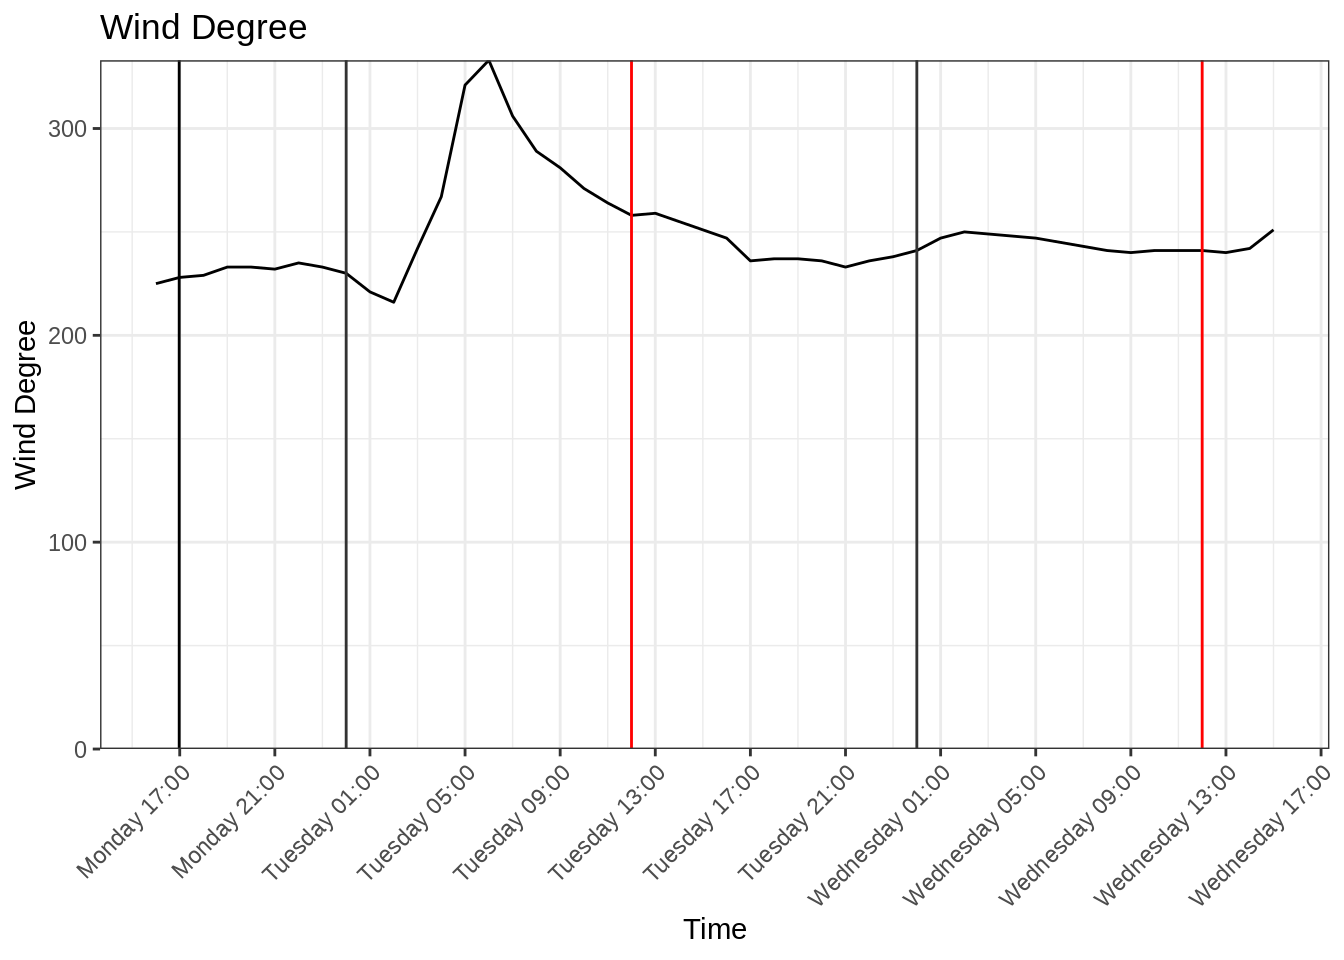 Wind Degree
Wind Degree
300
200
100
0
Monday 17:00
Monday 21:00
Tuesday 01:00
Tuesday 05:00
Tuesday 09:00
Tuesday 13:00
Tuesday 17:00
Tuesday 21:00
Wednesday 01:00
Wednesday 05:00
Wednesday 09:00
Wednesday 13:00
Wednesday 17:00
Time